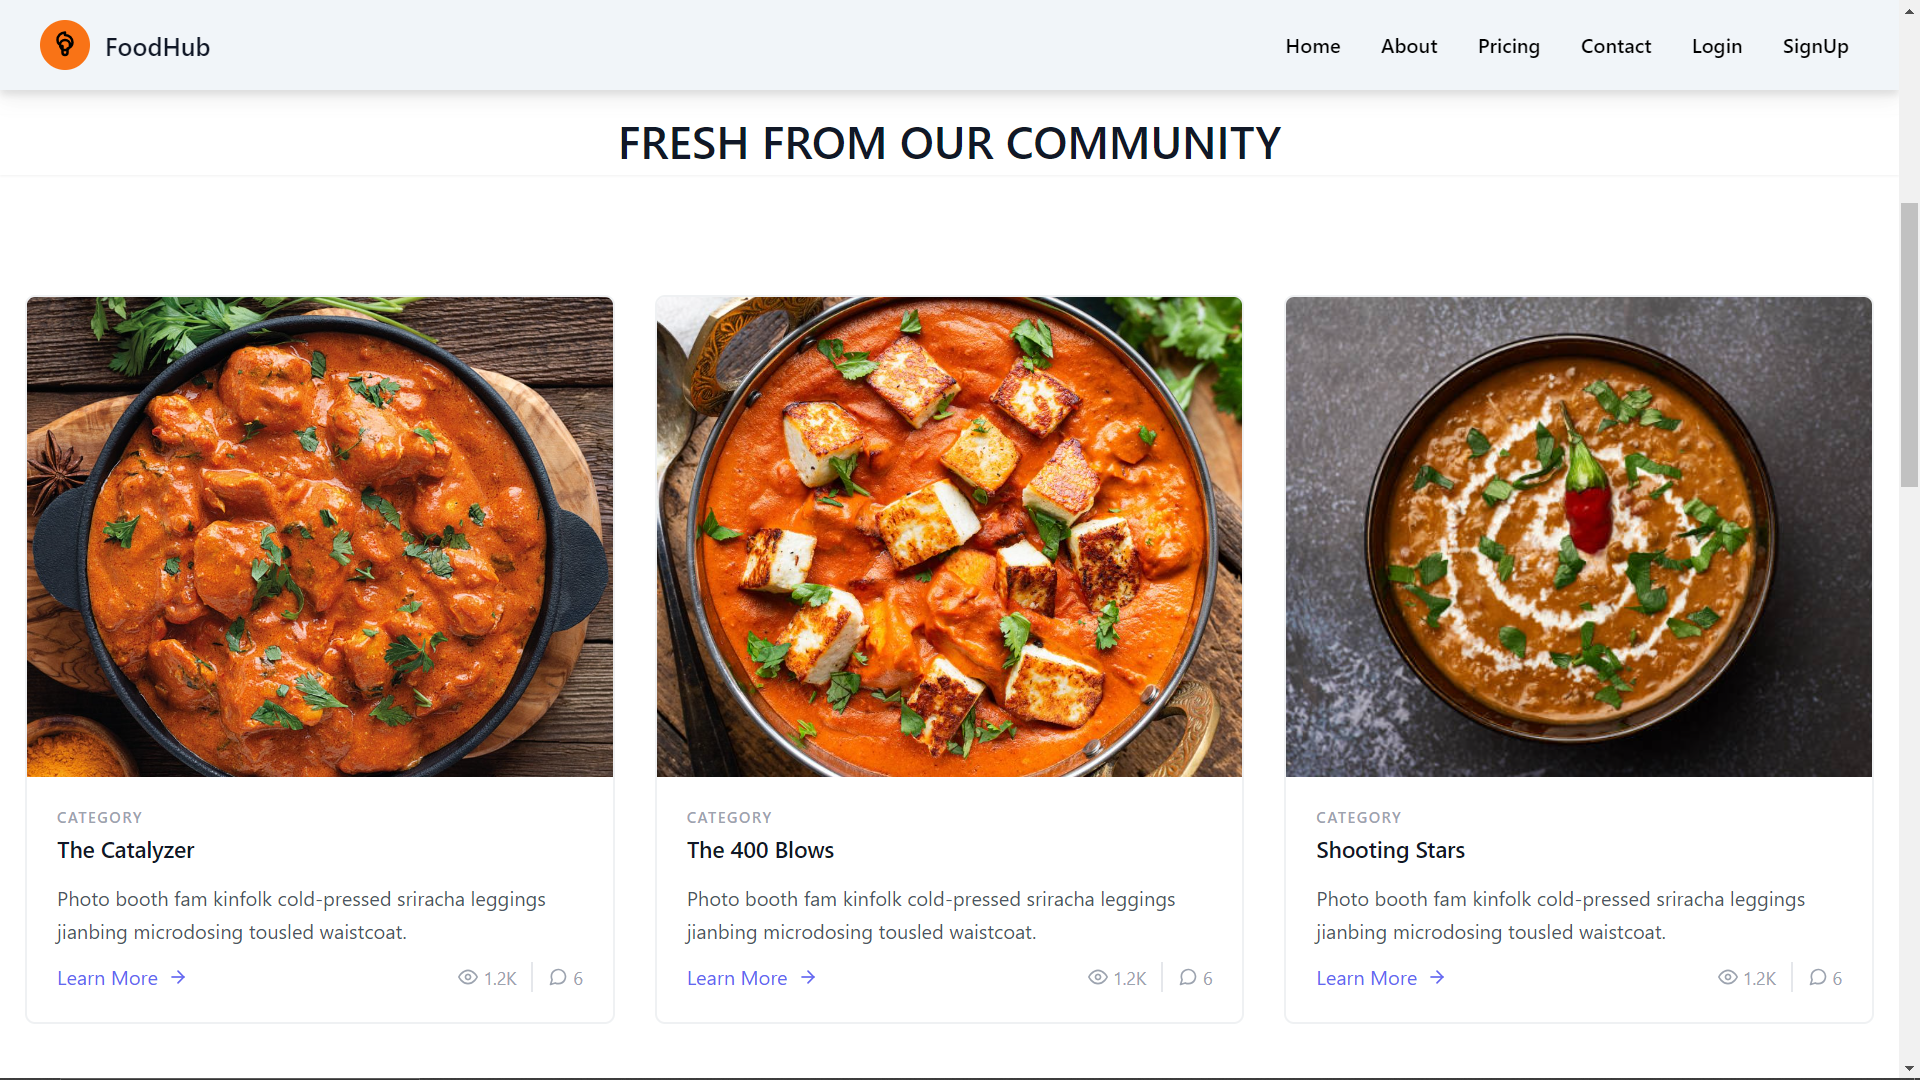 FoodHub
Home About Pricing Contact Login SignUp
FRESH FROM OUR COMMUNITY
CATEGORY
The Catalyzer
Photo booth fam kinfolk cold-pressed sriracha leggings
jianbing microdosing tousled waistcoat.
Learn More 1.2K 6
CATEGORY
The 400 Blows
Photo booth fam kinfolk cold-pressed sriracha leggings
jianbing microdosing tousled waistcoat.
Learn More 1.2K 6
CATEGORY
Shooting Stars
Photo booth fam kinfolk cold-pressed sriracha leggings
jianbing microdosing tousled waistcoat.
Learn More 1.2K 6